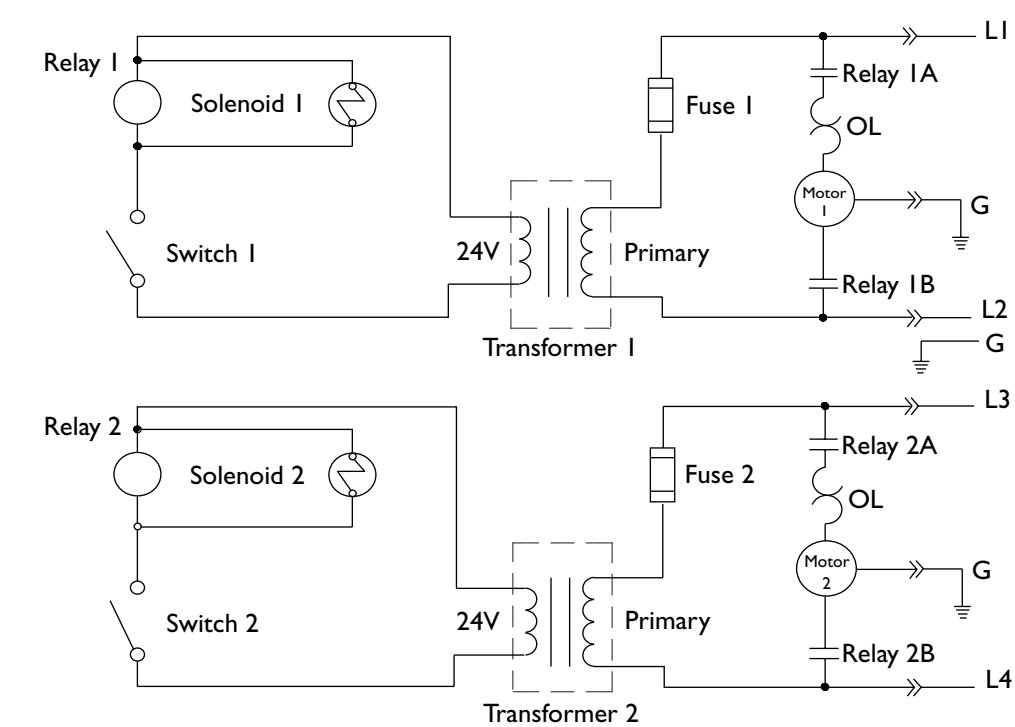 L1
Relay 1
Relay 1A
Solenoid 1
Fuse 1
OL
Motor
1
G
Switch 1
24V
Primary
Relay 1B
L2
Transformer 1
G
L3
Relay 2
Relay 2A
Solenoid 2
Fuse 2
OL
Motor
2
G
Switch 2
24V
Primary
Relay 2B
L4
Transformer 2